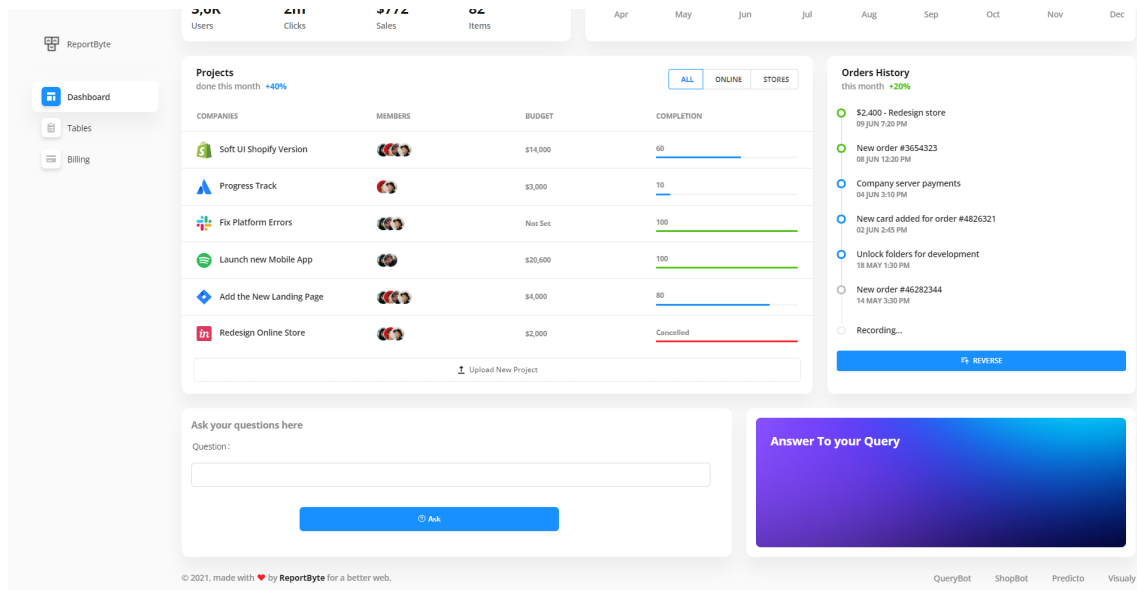 3,6K 2m $772 82
Users Clicks Sales Items
Apr May Jun Jul Aug Sep Oct Nov Dec
ReportByte
Dashboard
Tables
Billing
Projects
done this month +40%
ALL ONLINE STORES
COMPANIES MEMBERS BUDGET COMPLETION
Soft UI Shopify Version $14,000 60
Progress Track $3,000 10
Fix Platform Errors Not Set 100
Launch new Mobile App $20,600 100
Add the New Landing Page $4,000 80
in Redesign Online Store $2,000 Cancelled
Upload New Project
Orders History
this month +20%
$2,400 - Redesign store
09 JUN 7:20 PM
New order #3654323
08 JUN 12:20 PM
Company server payments
04 JUN 3:10 PM
New card added for order #4826321
02 JUN 2:45 PM
Unlock folders for development
18 MAY 1:30 PM
New order #46282344
14 MAY 3:30 PM
Recording...
REVERSE
Ask your questions here
Question :
Ask
Answer To your Query
© 2021, made with ❤ by ReportByte for a better web.
QueryBot ShopBot Predicto Visualy